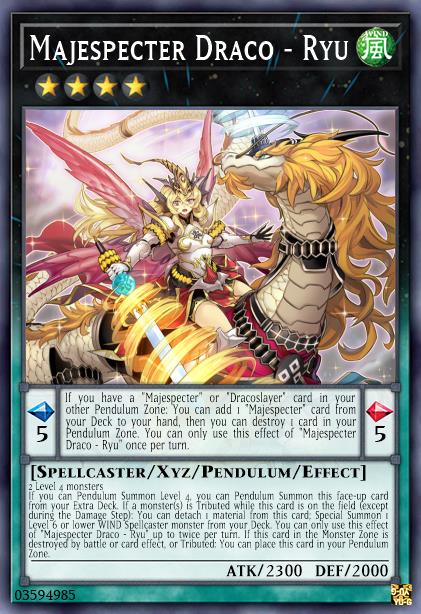 Majespecter Draco - Ryu
WIND
風
If you have a "Majespecter" or "Dracoslayer" card in your
other Pendulum Zone: You can add 1 "Majespecter" card from
your Deck to your hand, then you can destroy 1 card in
your Pendulum Zone. You can only use this effect of "Majespecter
Draco - Ryu" once per turn.
5
5
[Spellcaster/Xyz/Pendulum/Effect]
2 Level 4 monsters
If you can Pendulum Summon Level 4, you can Pendulum Summon this face-up card
from your Extra Deck. If a monster(s) is Tributed while this card is on the field (except
during the Damage Step): You can detach 1 material from this card; Special Summon 1
Level 6 or lower WIND Spellcaster monster from your Deck. You can only use this effect
of "Majespecter Draco - Ryu" up to twice per turn. If this card in the Monster Zone is
destroyed by battle or card effect, or Tributed: You can place this card in your Pendulum
Zone.
ATK/2300 DEF/2000
03594985